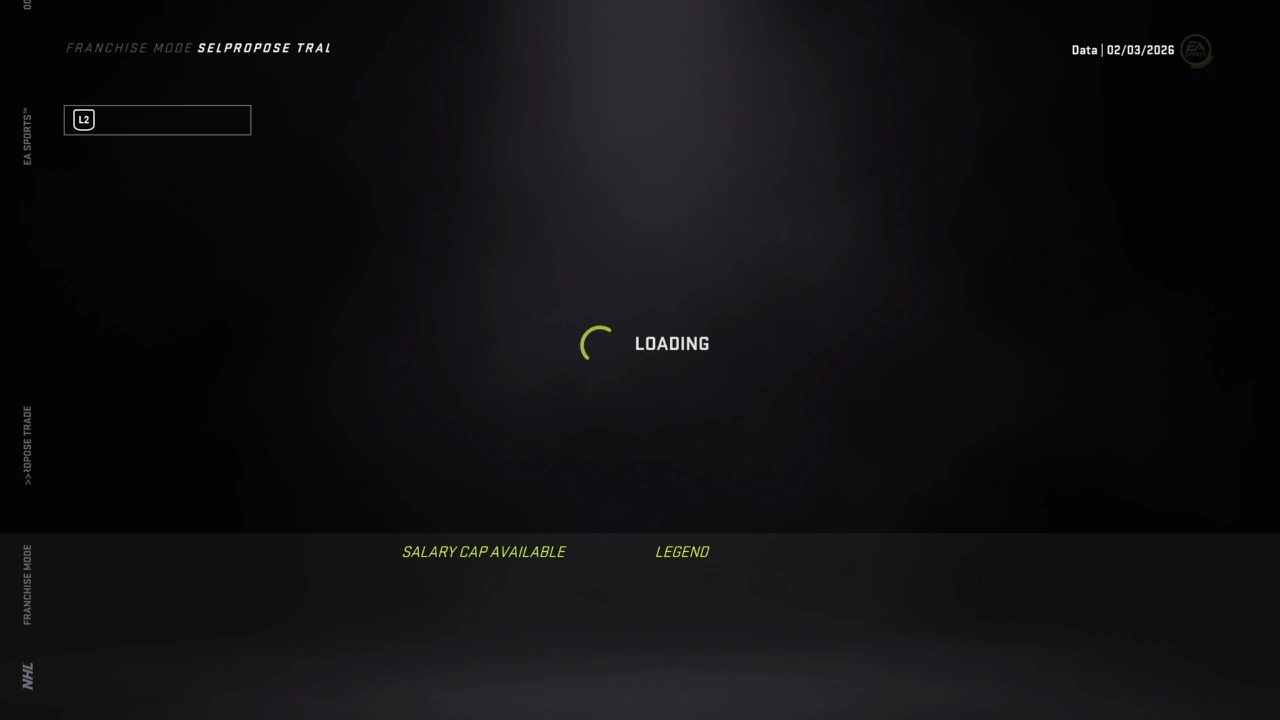 FRANCHISE MODE SELPROPOSE TRAL
Data | 02/03/2026
L2
EA SPORTS™
LOADING
>>ROPOSE TRADE
SALARY CAP AVAILABLE
LEGEND
FRANCHISE MODE
NHL